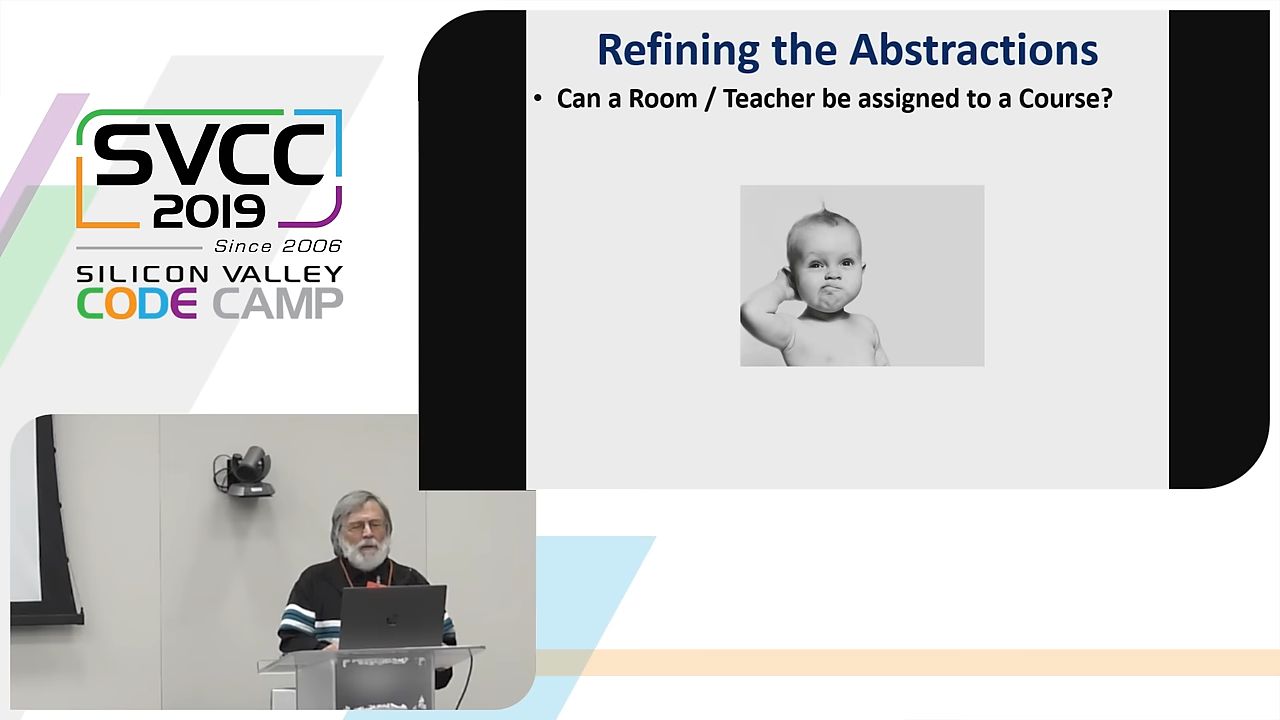 SVCC
2019
Since 2006
SILICON VALLEY
CODE CAMP
Refining the Abstractions
• Can a Room / Teacher be assigned to a Course?